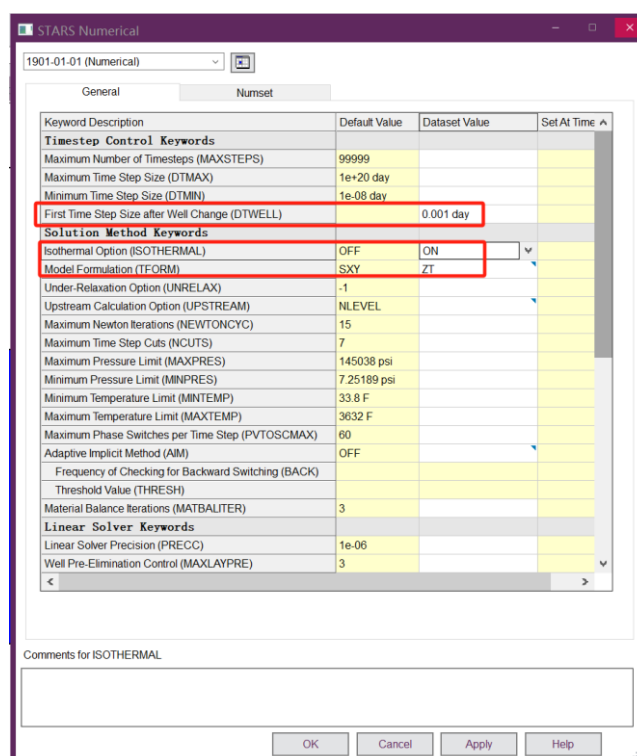 STARS Numerical
1901-01-01 (Numerical)
General Numset
Keyword Description Default Value Dataset Value Set At Time
Timestep Control Keywords
Maximum Number of Timesteps (MAXSTEPS) 99999
Maximum Time Step Size (DTMAX) 1e+20 day
Minimum Time Step Size (DTMIN) 1e-08 day
First Time Step Size after Well Change (DTWELL) 0.001 day
Solution Method Keywords
Isothermal Option (ISOTHERMAL) OFF ON
Model Formulation (TFORM) SXY ZT
Under-Relaxation Option (UNRELAX) -1
Upstream Calculation Option (UPSTREAM) NLEVEL
Maximum Newton Iterations (NEWTONCYC) 15
Maximum Time Step Cuts (NCUTS) 7
Maximum Pressure Limit (MAXPRES) 145038 psi
Minimum Pressure Limit (MINPRES) 7.25189 psi
Minimum Temperature Limit (MINTEMP) 33.8 F
Maximum Temperature Limit (MAXTEMP) 3632 F
Maximum Phase Switches per Time Step (PVTOSCMAX) 60
Adaptive Implicit Method (AIM) OFF
Frequency of Checking for Backward Switching (BACK)
Threshold Value (THRESH)
Material Balance Iterations (MATBALITER) 3
Linear Solver Keywords
Linear Solver Precision (PRECC) 1e-06
Well Pre-Elimination Control (MAXLAYPRE) 3
Comments for ISOTHERMAL
OK Cancel Apply Help